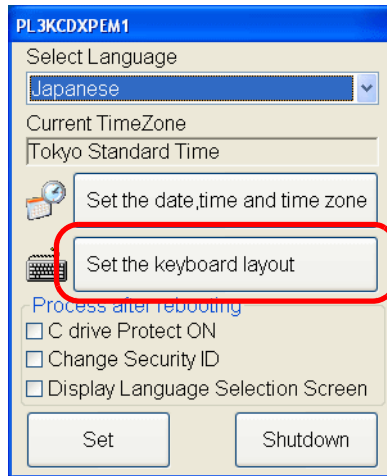 PL3KCDXPEM1
Select Language
Japanese
Current TimeZone
Tokyo Standard Time
Set the date,time and time zone
Set the keyboard layout
Process after rebooting
C drive Protect ON
Change Security ID
Display Language Selection Screen
Set
Shutdown